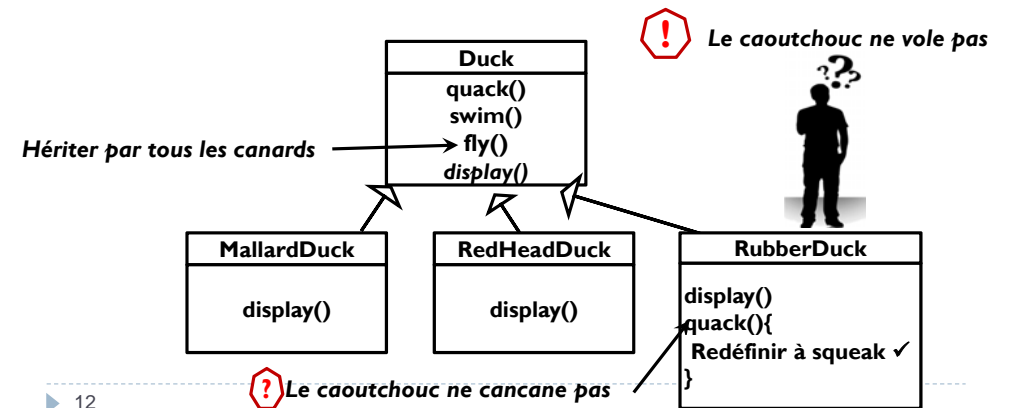 ! Le caoutchouc ne vole pas
Duck
quack()
swim()
Hériter par tous les canards
fly()
display()
???
MallardDuck
display()
RedHeadDuck
display()
RubberDuck
display()
quack(){
Redéfinir à squeak ✓
}
? Le caoutchouc ne cancane pas
12